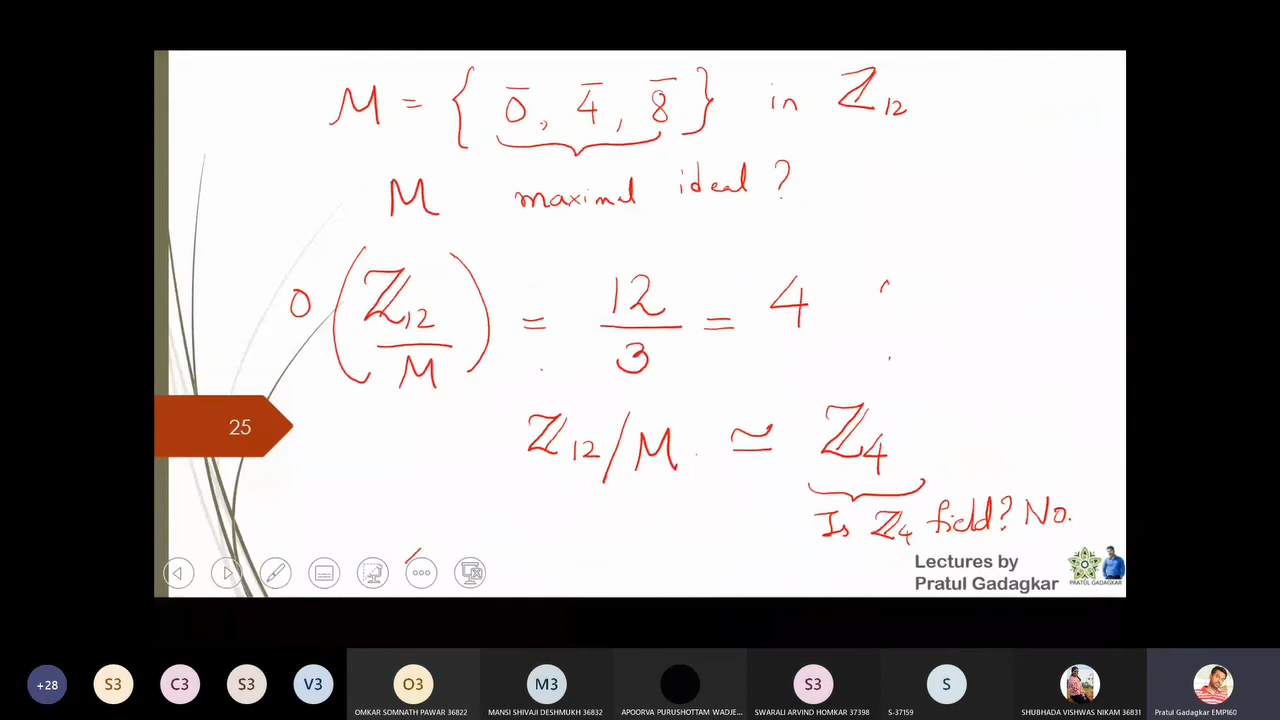 M = { 0̅, 4̅, 8̅ } in ℤ12
M maximal ideal ?
O ( ℤ12 / M ) = 12 / 3 = 4
ℤ12 / M ≃ ℤ4
Is ℤ4 field? No.
25
Lectures by
Pratul Gadagkar
PRATUL GADAGKAR
+28
S3
C3
S3
V3
O3
OMKAR SOMNATH PAWAR 36822
M3
MANSI SHIVAJI DESHMUKH 36832
APOORVA PURUSHOTTAM WADJE...
S3
SWARALI ARVIND HOMKAR 37398
S
S-37159
SHUBHADA VISHWAS NIKAM 36831
Pratul Gadagkar EMP160